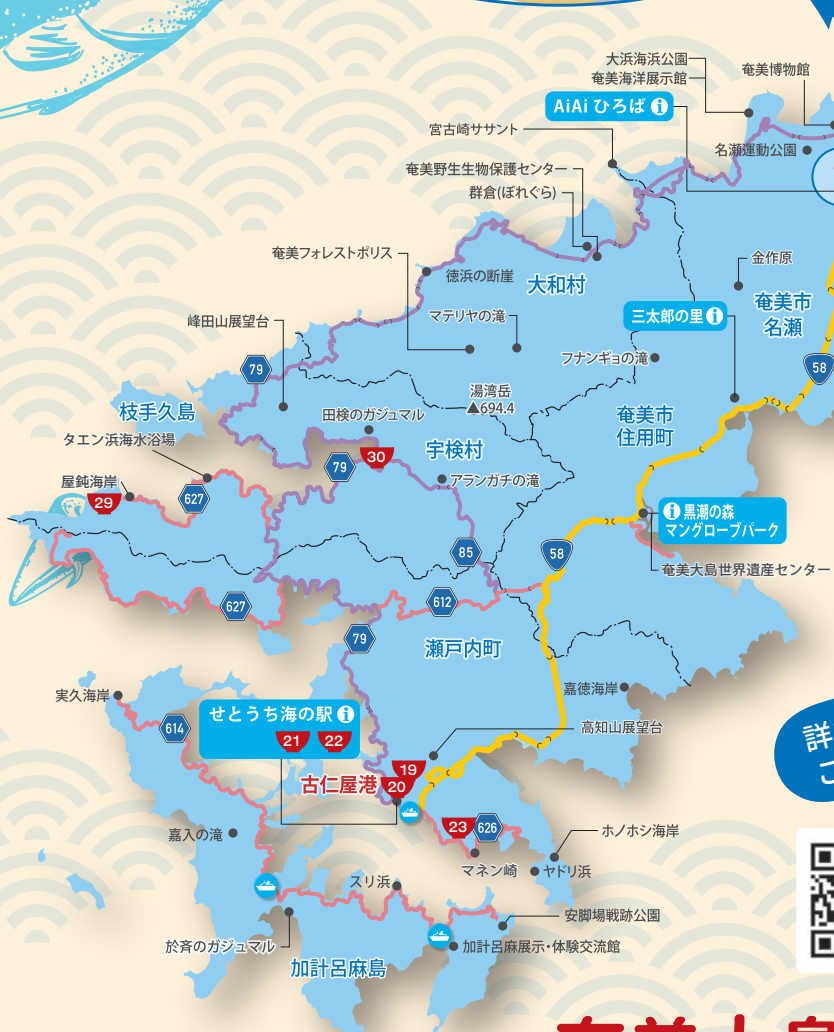 大浜海浜公園
奄美海洋展示館
奄美博物館
AiAi ひろば i
宮古崎ササント
名瀬運動公園
奄美野生生物保護センター
群倉(ぼれぐら)
奄美フォレストポリス
徳浜の断崖
大和村
金作原
奄美市
名瀬
マテリヤの滝
三太郎の里 i
峰田山展望台
フナンギョの滝
58
79
湯湾岳
▲694.4
枝手久島
田検のガジュマル
奄美市
住用町
タエン浜海水浴場
宇検村
30
79
屋鈍海岸
アランガチの滝
29
627
i 黒潮の森
マングローブパーク
85
58
奄美大島世界遺産センター
627
612
79
瀬戸内町
実久海岸
嘉徳海岸
せとうち海の駅 i
21 22
614
高知山展望台
詳
こ
19
古仁屋港
20
23
626
嘉入の滝
ホノホシ海岸
マネン崎
ヤドリ浜
スリ浜
安脚場戦跡公園
於斉のガジュマル
加計呂麻展示・体験交流館
加計呂麻島